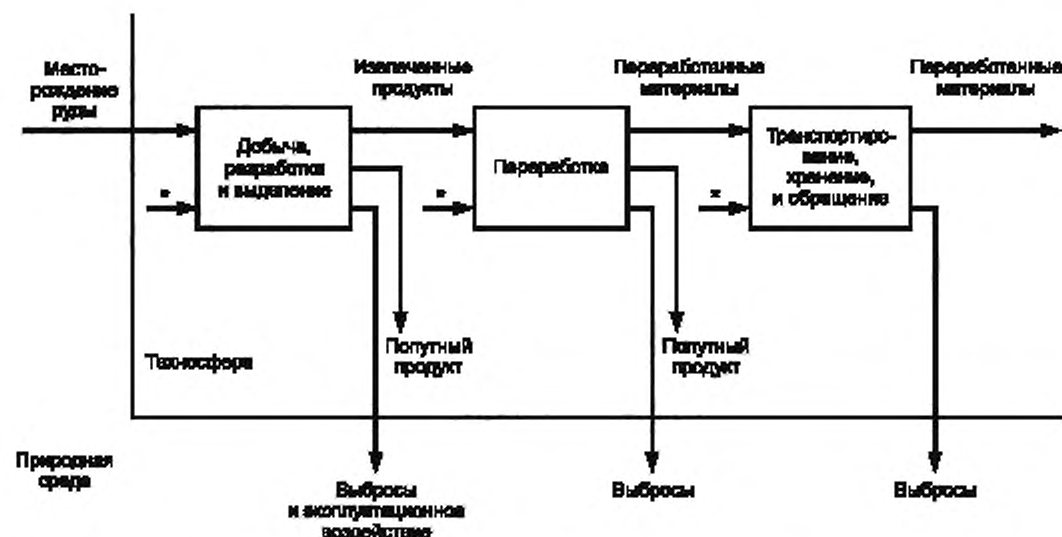 Место-
рождение
руды
Извлеченные
продукты
Переработанные
материалы
Переработанные
материалы
Добыча,
разработка
и выделение
Переработка
Транспортиро-
вание,
хранение,
и обращение
*
*
*
Попутный
продукт
Попутный
продукт
Техносфера
Природная
среда
Выбросы
и эксплуатационное
воздействие
Выбросы
Выбросы